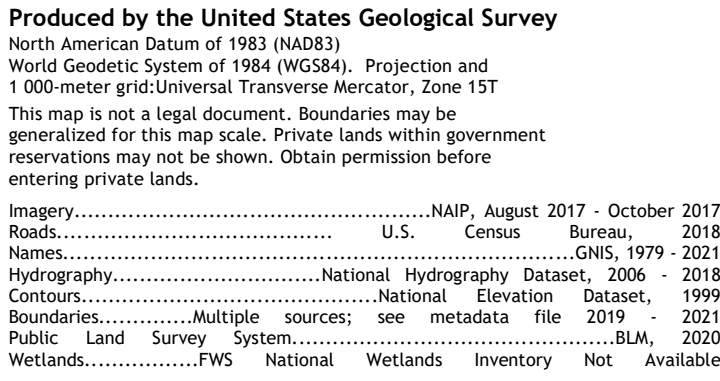 Produced by the United States Geological Survey
North American Datum of 1983 (NAD83)
World Geodetic System of 1984 (WGS84). Projection and
1 000-meter grid:Universal Transverse Mercator, Zone 15T
This map is not a legal document. Boundaries may be
generalized for this map scale. Private lands within government
reservations may not be shown. Obtain permission before
entering private lands.
Imagery.....................................................NAIP, August 2017 - October 2017
Roads......................................... U.S. Census Bureau, 2018
Names............................................................................GNIS, 1979 - 2021
Hydrography...............................National Hydrography Dataset, 2006 - 2018
Contours............................................National Elevation Dataset, 1999
Boundaries..............Multiple sources; see metadata file 2019 - 2021
Public Land Survey System................................................BLM, 2020
Wetlands.................FWS National Wetlands Inventory Not Available